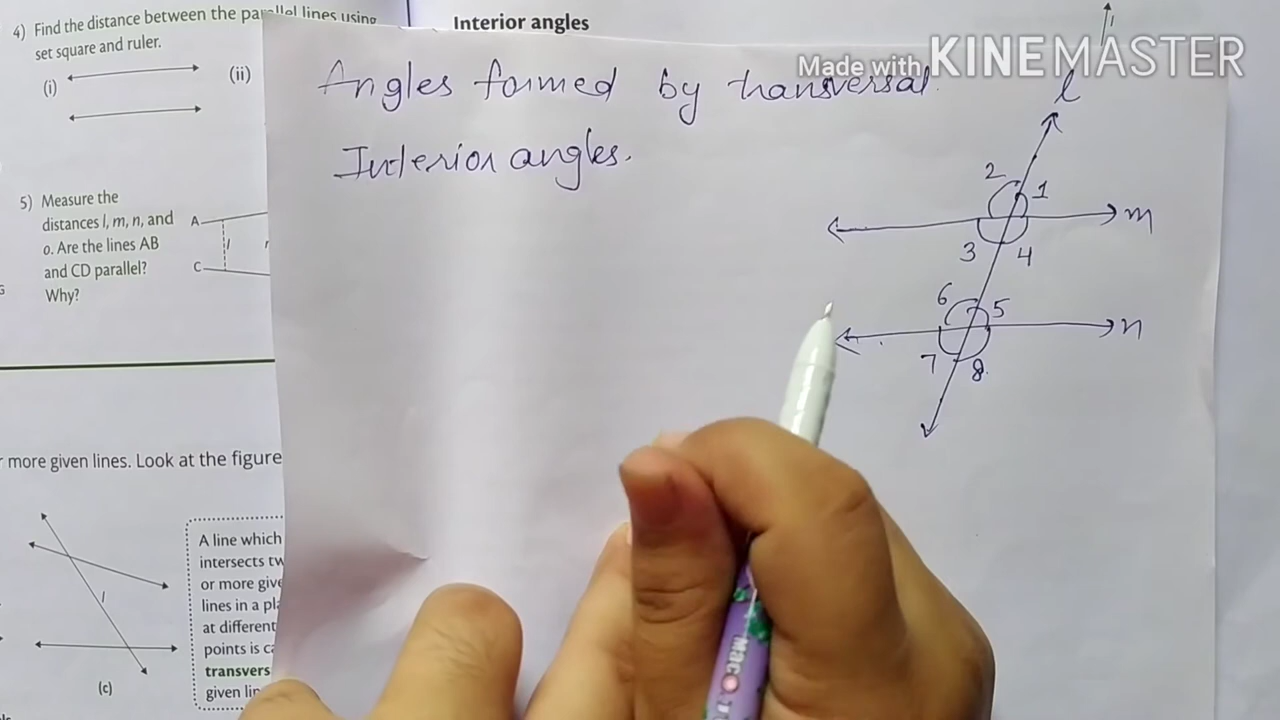 4) Find the distance between the parallel lines using
set square and ruler.
(i)
(ii)
5) Measure the
distances l, m, n, and
o. Are the lines AB
and CD parallel?
Why?
A
C
l
more given lines. Look at the figure
l
(c)
A line which
intersects tw
or more give
lines in a pla
at different
points is ca
transvers
given lin
Interior angles
l
Made with KINEMASTER
Angles formed by transversal.
Interior angles.
l
2
1
m
3
4
6
5
n
7
8